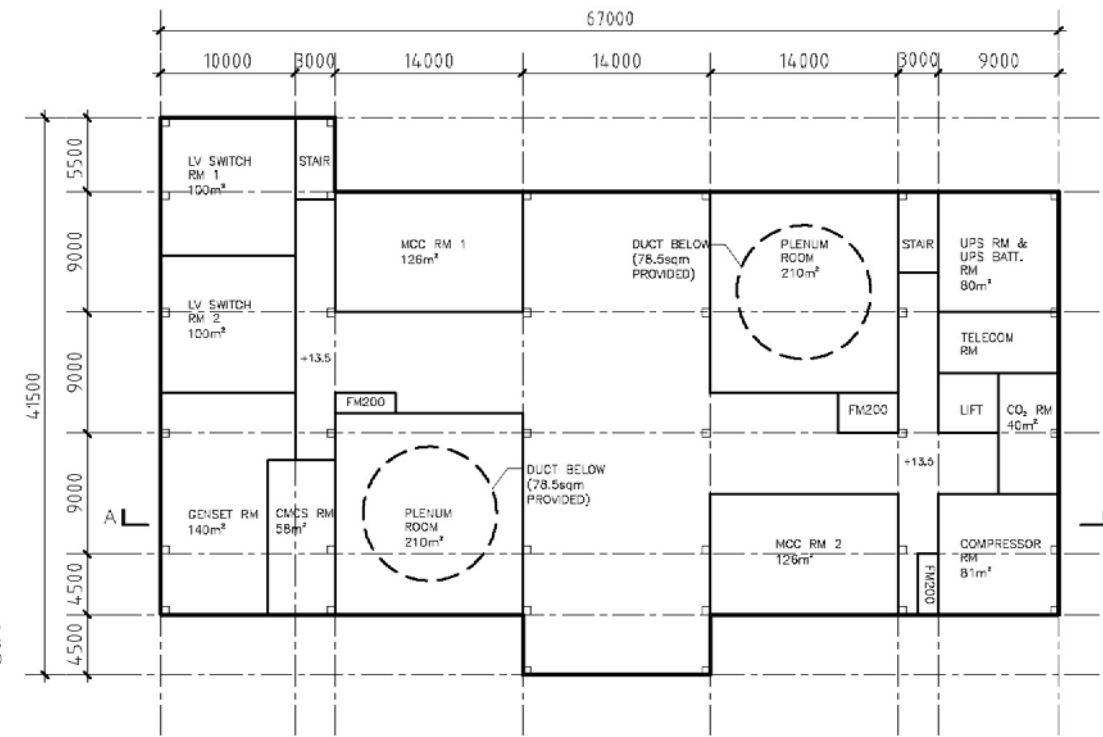 67000
10000
3000
14000
14000
14000
3000
9000
41500
5500
9000
9000
9000
4500
4500
LV SWITCH
RM 1
100m²
STAIR
MCC RM 1
126m²
DUCT BELOW
(78.5sqm
PROVIDED)
PLENUM
ROOM
210m²
STAIR
UPS RM &
UPS BATT.
RM
80m²
LV SWITCH
RM 2
100m²
+13.5
TELECOM
RM
FM200
FM200
LIFT
CO₂ RM
40m²
+13.5
DUCT BELOW
(78.5sqm
PROVIDED)
A
GENSET RM
140m²
CMCS RM
58m²
PLENUM
ROOM
210m²
MCC RM 2
126m²
FM200
COMPRESSOR
RM
81m²